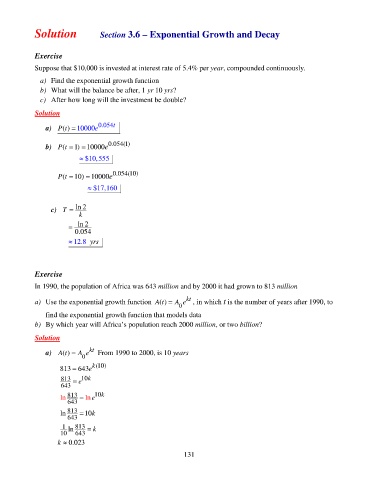 Solution Section 3.6 – Exponential Growth and Decay
Exercise
Suppose that $10,000 is invested at interest rate of 5.4% per year, compounded continuously.
a) Find the exponential growth function
b) What will the balance be after, 1 yr 10 yrs?
c) After how long will the investment be double?
Solution
a) P(t) = 10000e^{0.054t}
b) P(t = 1) = 10000e^{0.054(1)}
≈ $10,555
P(t = 10) = 10000e^{0.054(10)}
≈ $17,160
c) T = \frac{ln 2}{k}
= \frac{ln 2}{0.054}
≈ 12.8 yrs
Exercise
In 1990, the population of Africa was 643 million and by 2000 it had grown to 813 million
a) Use the exponential growth function A(t) = A_0 e^{kt}, in which t is the number of years after 1990, to
find the exponential growth function that models data
b) By which year will Africa's population reach 2000 million, or two billion?
Solution
a) A(t) = A_0 e^{kt} From 1990 to 2000, is 10 years
813 = 643e^{k(10)}
\frac{813}{643} = e^{10k}
ln \frac{813}{643} = ln e^{10k}
ln \frac{813}{643} = 10k
\frac{1}{10} ln \frac{813}{643} = k
k ≈ 0.023
131